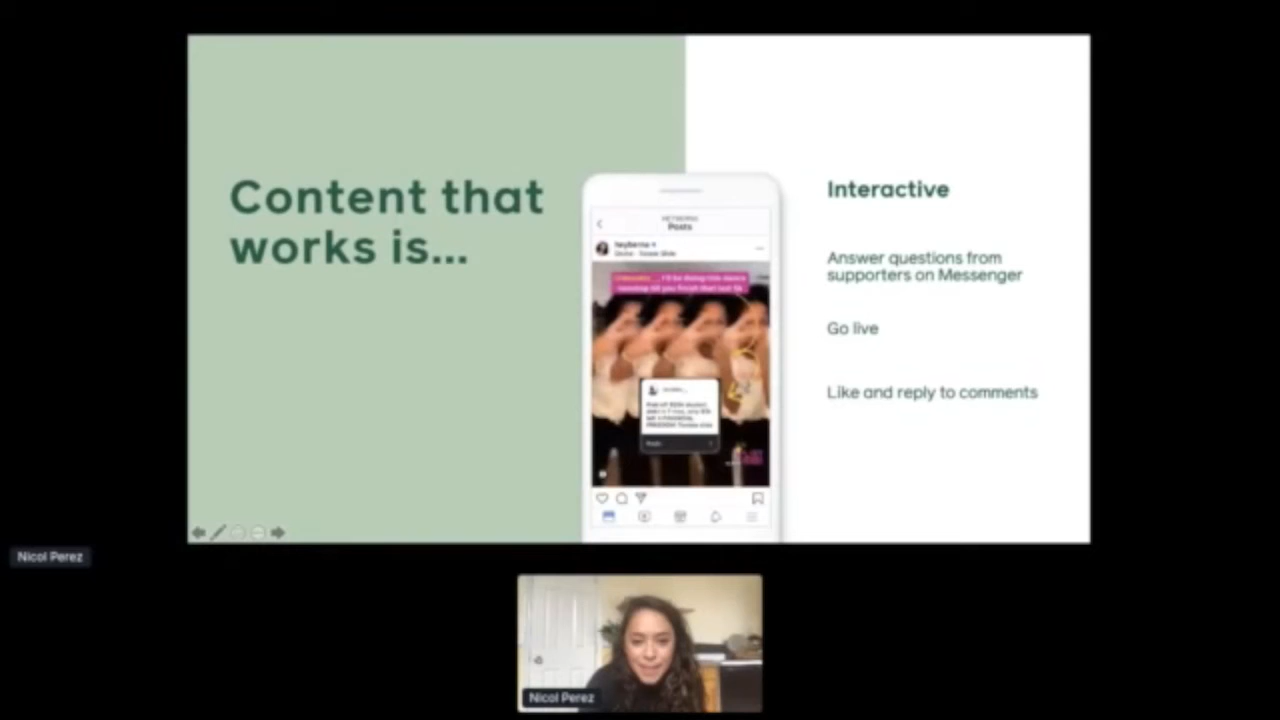 Content that
works is...
Interactive
Answer questions from
supporters on Messenger
Go live
Like and reply to comments
Posts
Nicol Perez
Nicol Perez